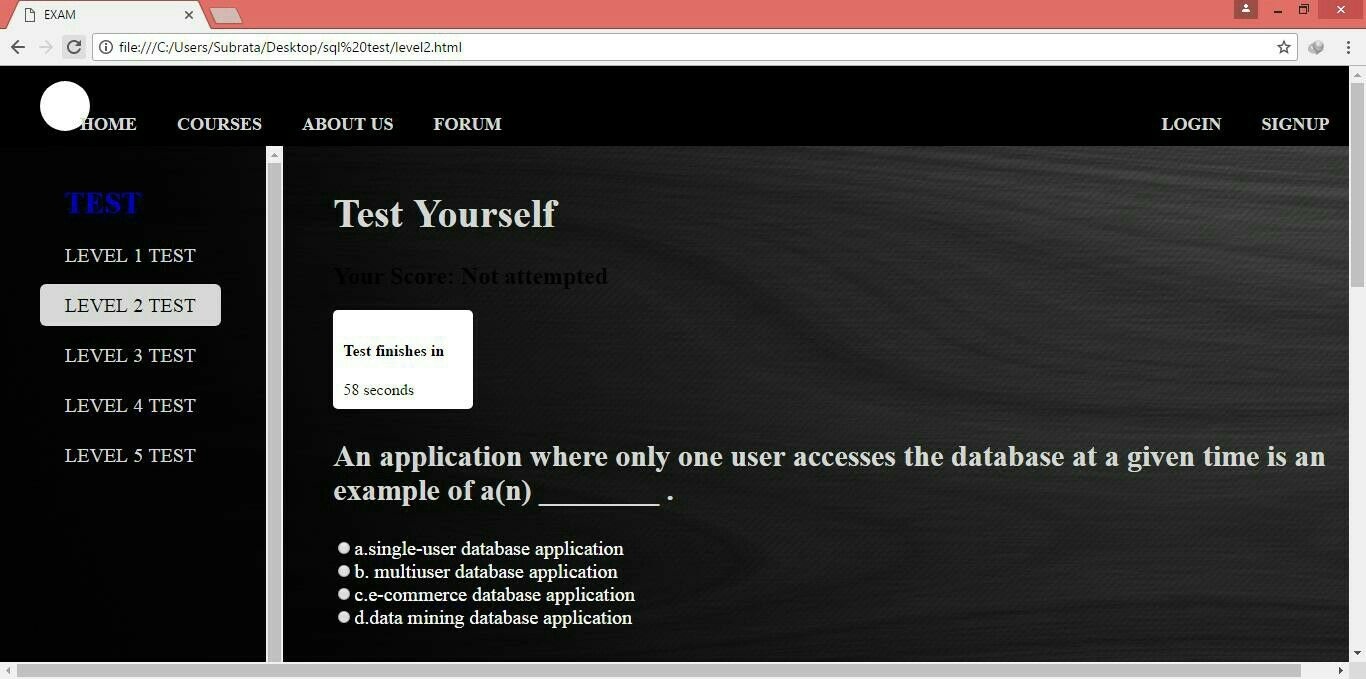 EXAM
file:///C:/Users/Subrata/Desktop/sql%20test/level2.html
HOME COURSES ABOUT US FORUM LOGIN SIGNUP
TEST
LEVEL 1 TEST
LEVEL 2 TEST
LEVEL 3 TEST
LEVEL 4 TEST
LEVEL 5 TEST
Test Yourself
Your Score: Not attempted
Test finishes in
58 seconds
An application where only one user accesses the database at a given time is an
example of a(n) ________ .
a.single-user database application
b. multiuser database application
c.e-commerce database application
d.data mining database application